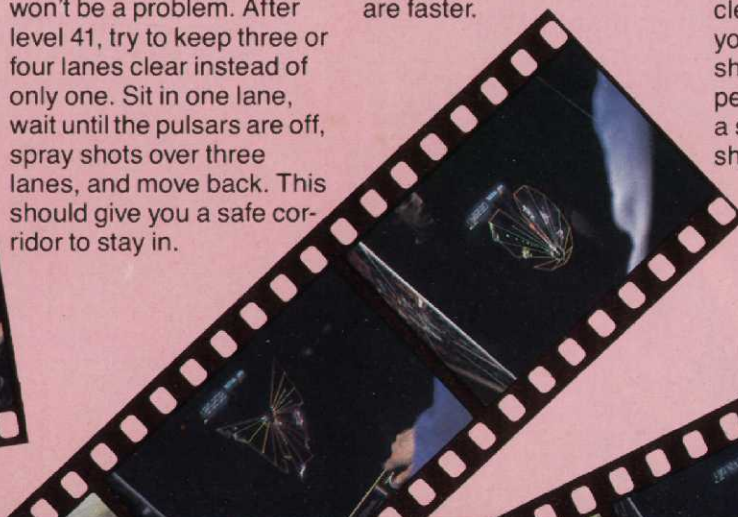 won't be a problem. After
level 41, try to keep three or
four lanes clear instead of
only one. Sit in one lane,
wait until the pulsars are off,
spray shots over three
lanes, and move back. This
should give you a safe cor-
ridor to stay in.
are faster.
cle
yo
sh
pe
a s
sh